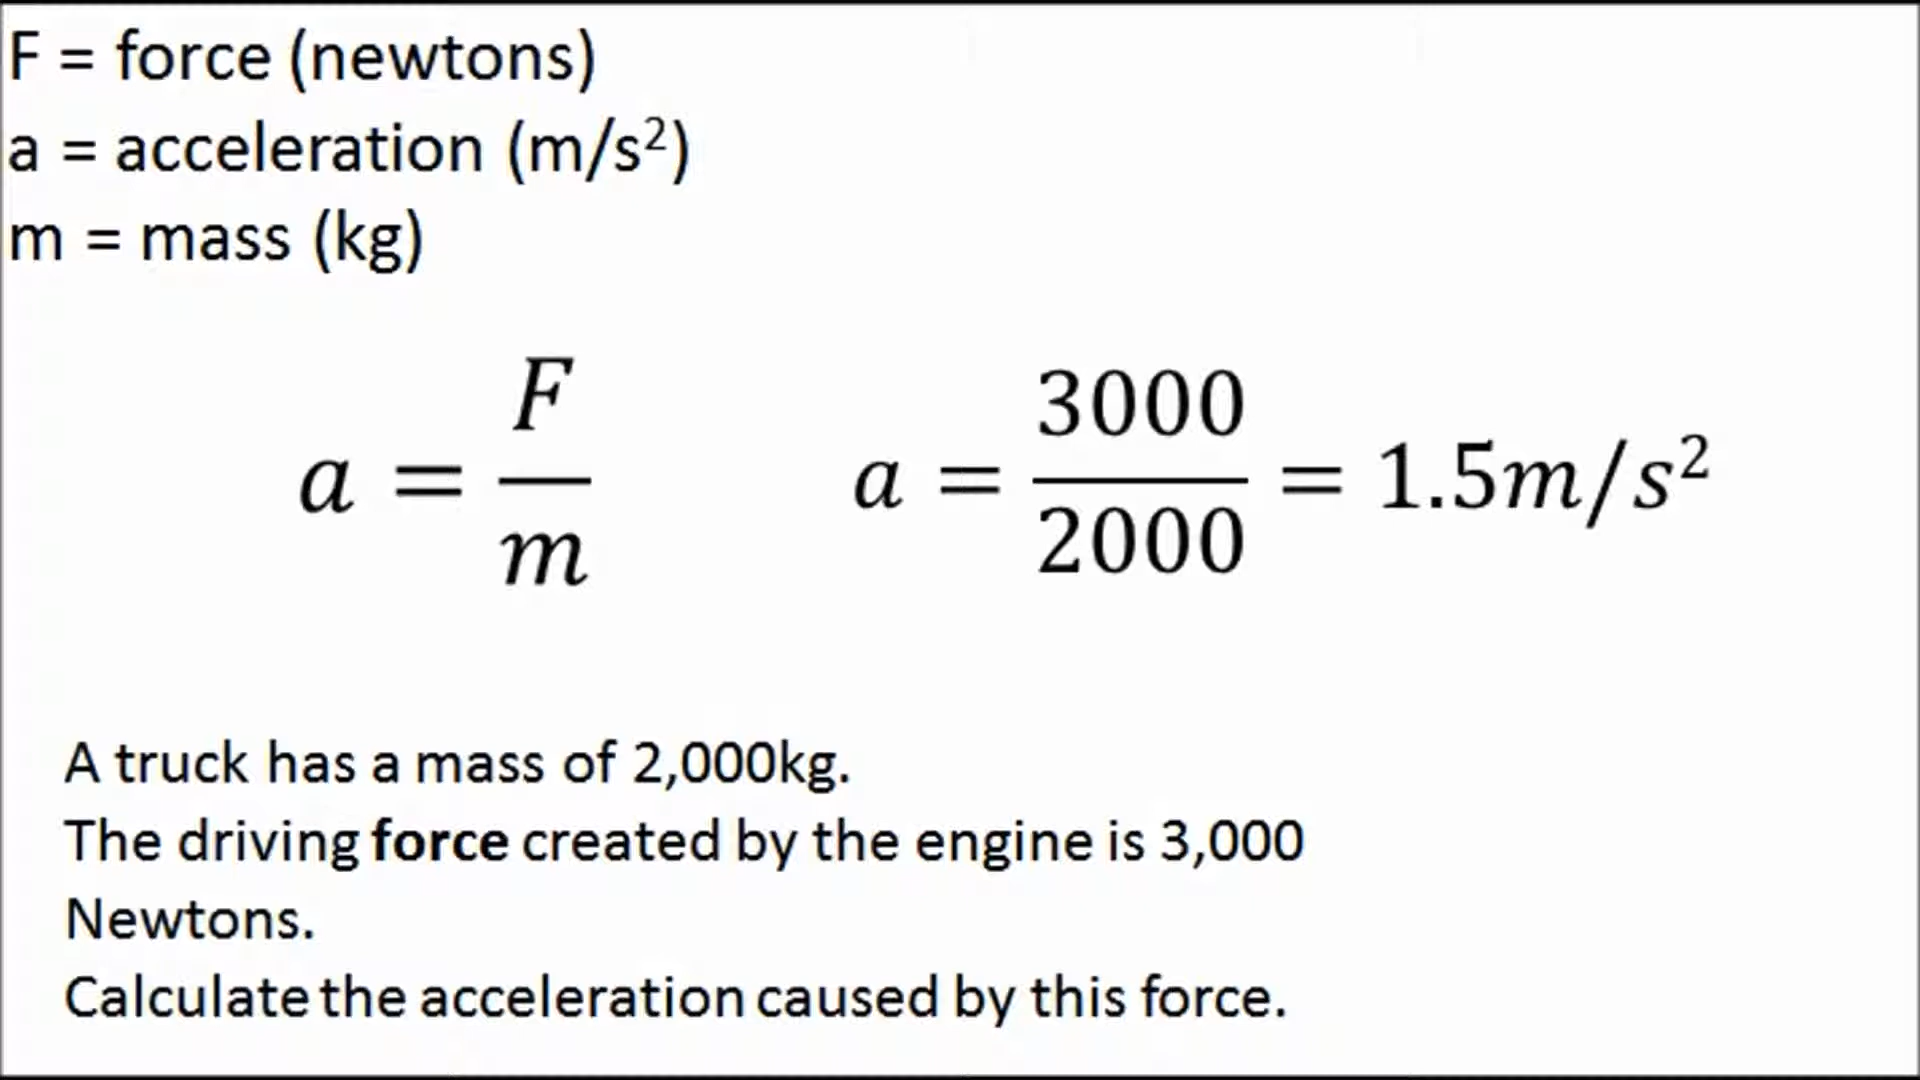 F = force (newtons)
a = acceleration (m/s²)
m = mass (kg)
a = F/m
a = 3000/2000 = 1.5m/s²
A truck has a mass of 2,000kg.
The driving force created by the engine is 3,000
Newtons.
Calculate the acceleration caused by this force.